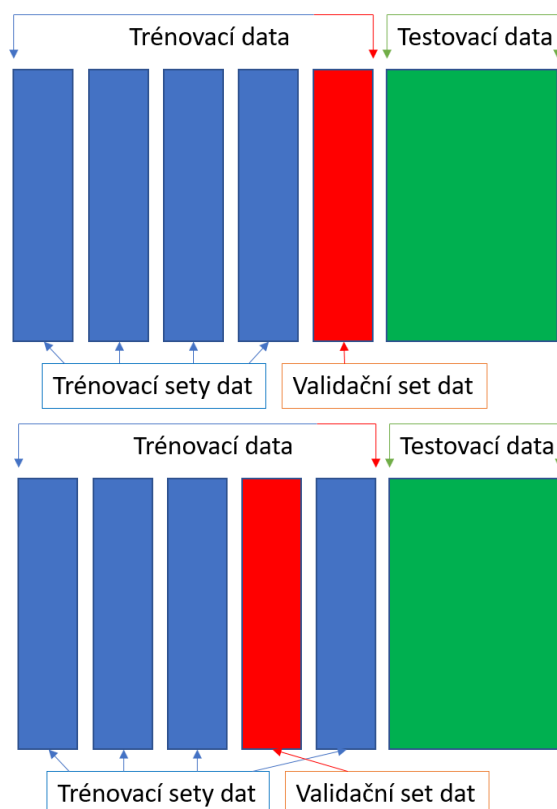 Trénovací data
Testovací data
Trénovací sety dat
Validační set dat
Trénovací data
Testovací data
Trénovací sety dat
Validační set dat